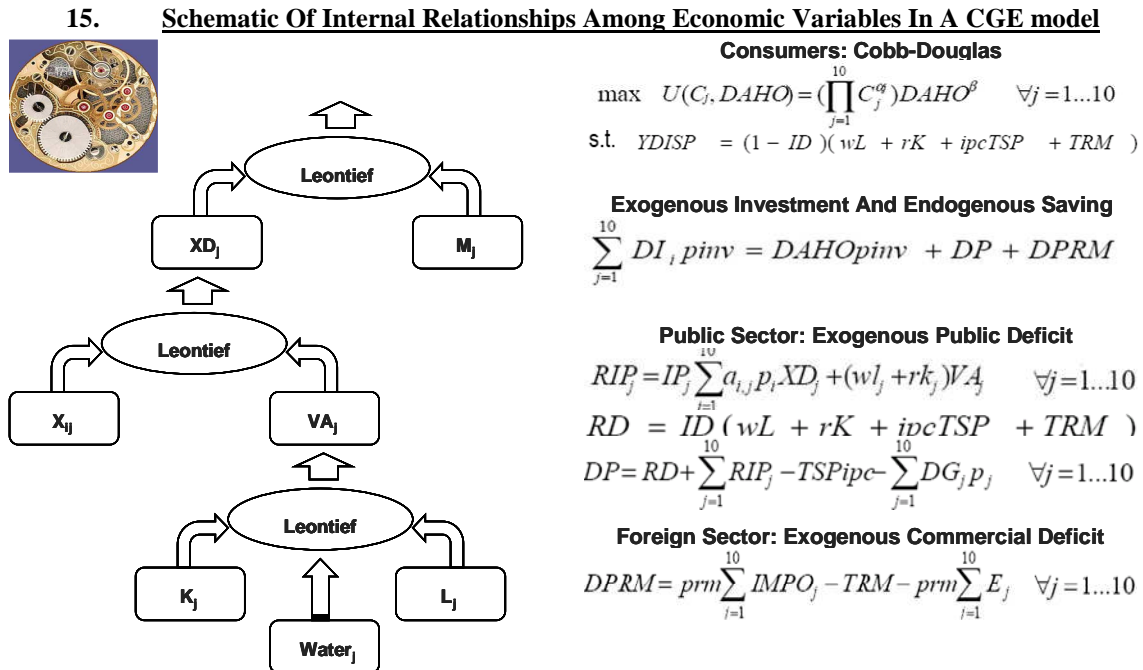 15. Schematic Of Internal Relationships Among Economic Variables In A CGE model
Leontief
XD_j
M_j
Leontief
X_ij
VA_j
Leontief
K_j
L_j
Water_j
Consumers: Cobb-Douglas
max U(C_j, DAHO) = (∏_{j=1}^{10} C_j^{αj}) DAHO^β ∀j = 1...10
s.t. YDISP = (1 − ID )( wL + rK + ipcTSP + TRM )
Exogenous Investment And Endogenous Saving
∑_{j=1}^{10} DI_i pinv = DAHOpinv + DP + DPRM
Public Sector: Exogenous Public Deficit
RIP_j = IP_j ∑_{i=1}^{10} a_{i,j} p_i XD_j + (wl_j + rk_j) VA_j ∀j = 1...10
RD = ID ( wL + rK + ipcTSP + TRM )
DP = RD + ∑_{j=1}^{10} RIP_j − TSPipc − ∑_{j=1}^{10} DG_j p_j ∀j = 1...10
Foreign Sector: Exogenous Commercial Deficit
DPRM = prm ∑_{j=1}^{10} IMPO_j − TRM − prm ∑_{j=1}^{10} E_j ∀j = 1...10